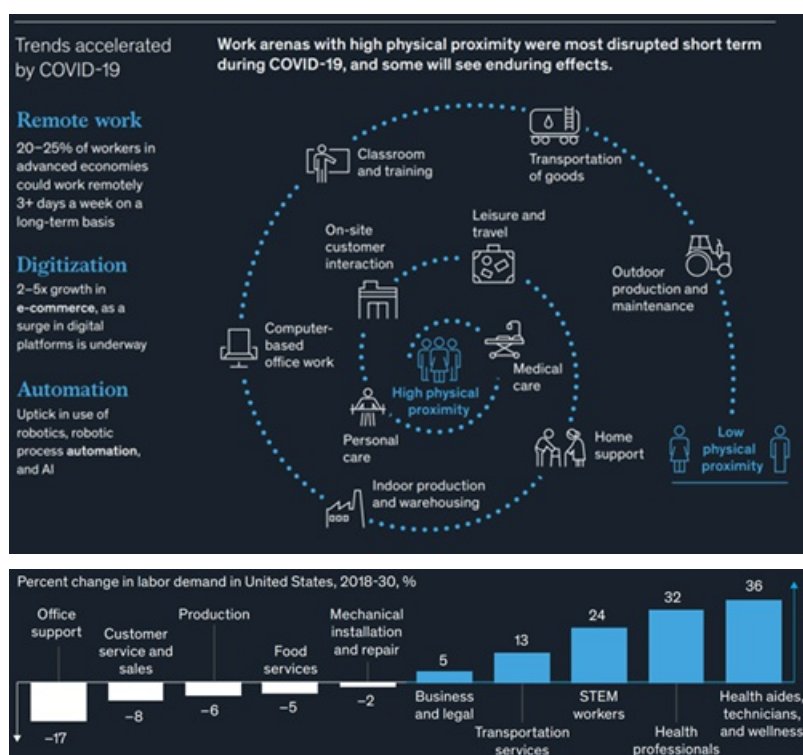 Trends accelerated
by COVID-19
Work arenas with high physical proximity were most disrupted short term
during COVID-19, and some will see enduring effects.
Remote work
20–25% of workers in
advanced economies
could work remotely
3+ days a week on a
long-term basis
Digitization
2–5x growth in
e-commerce, as a
surge in digital
platforms is underway
Automation
Uptick in use of
robotics, robotic
process automation,
and AI
Classroom
and training
Transportation
of goods
On-site
customer
interaction
Leisure and
travel
Outdoor
production and
maintenance
Computer-
based
office work
Medical
care
High physical
proximity
Personal
care
Home
support
Low
physical
proximity
Indoor production
and warehousing
Percent change in labor demand in United States, 2018-30, %
Office
support
-17
Customer
service and
sales
-8
Production
-6
Food
services
-5
Mechanical
installation
and repair
-2
5
Business
and legal
13
Transportation
services
24
STEM
workers
32
Health
professionals
36
Health aides,
technicians,
and wellness